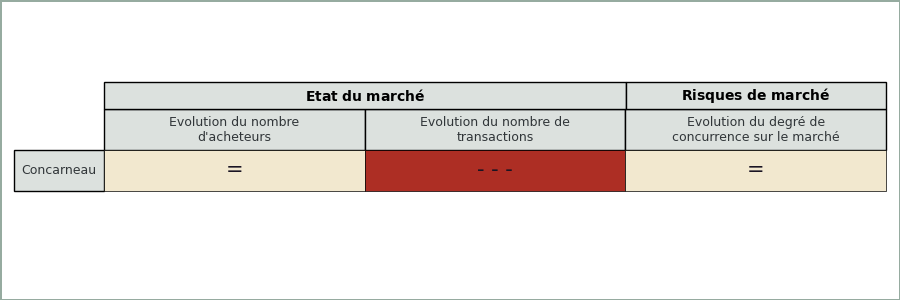 Etat du marché
Risques de marché
Evolution du nombre
d'acheteurs
Evolution du nombre de
transactions
Evolution du degré de
concurrence sur le marché
Concarneau
=
- - -
=